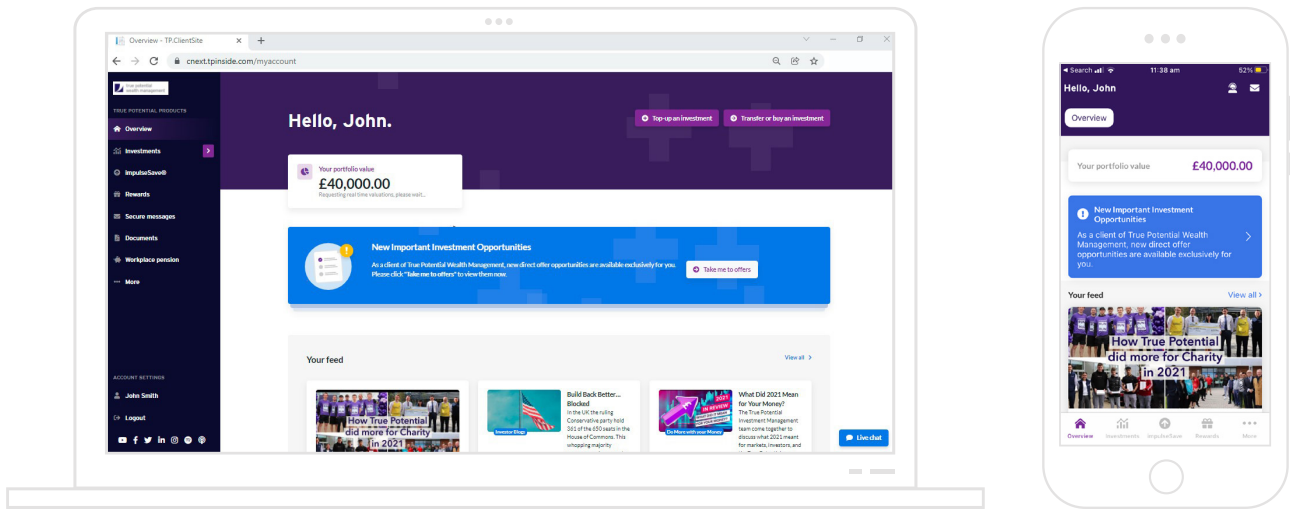 Overview - TP.ClientSite
cnext.tpinside.com/myaccount
true potential
wealth management
TRUE POTENTIAL PRODUCTS
Overview
Investments
ImpulseSave®
Rewards
Secure messages
Documents
Workplace pension
More
ACCOUNT SETTINGS
John Smith
Logout
Hello, John.
Top-up an investment
Transfer or buy an investment
Your portfolio value
£40,000.00
Requesting real time valuations, please wait...
New Important Investment Opportunities
As a client of True Potential Wealth Management, new direct offer opportunities are available exclusively for you.
Please click "Take me to offers" to view them now.
Take me to offers
Your feed
View all
How True Potential
did more for Charity
in 2021
Investor Blogs
Build Back Better...
Blocked
In the UK the ruling
Conservative party hold
361 of the 650 seats in the
House of Commons. This
whopping majority
2021
IN REVIEW
Do More with your Money
What Did 2021 Mean
for Your Money?
The True Potential
Investment Management
team come together to
discuss what 2021 meant
for markets, investors, and
Live chat
Search
11:38 am
52%
Hello, John
Overview
Your portfolio value
£40,000.00
New Important Investment
Opportunities
As a client of True Potential Wealth
Management, new direct offer
opportunities are available exclusively for
you.
Your feed
View all
How True Potential
did more for Charity
in 2021
Overview
Investments
ImpulseSave
Rewards
More